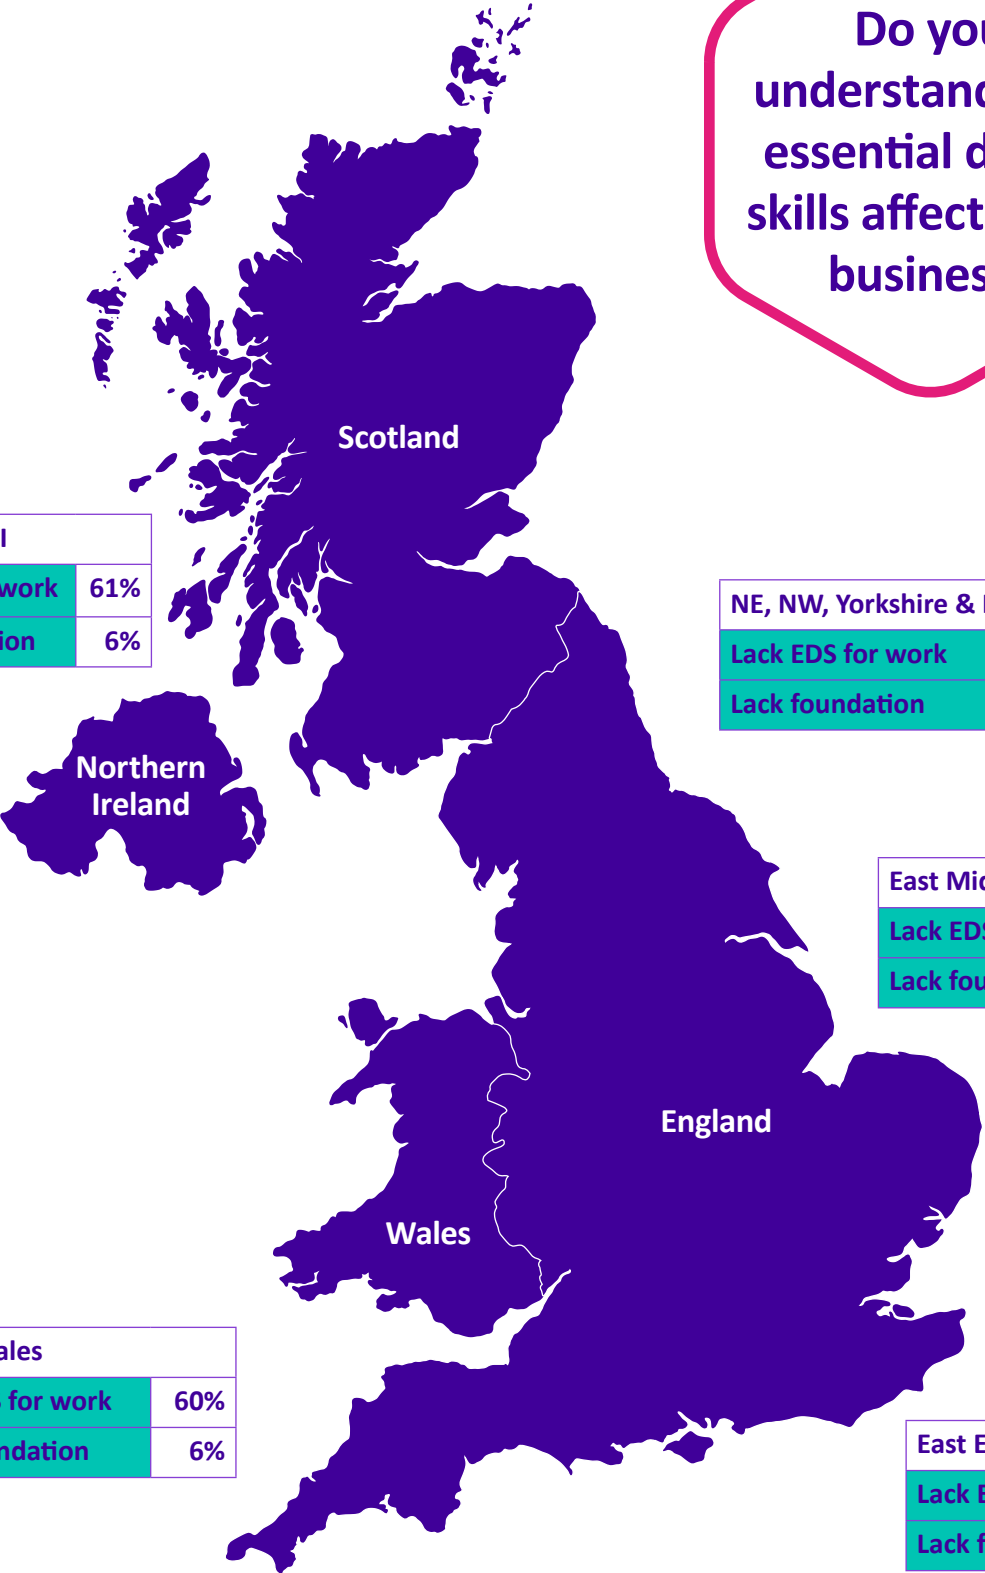 Do you
understand
essential d
skills affect
busines
Scotland
I
work 61%
ion 6%
NE, NW, Yorkshire &
Lack EDS for work
Lack foundation
Northern
Ireland
East Mid
Lack EDS
Lack fou
England
Wales
ales
for work 60%
ndation 6%
East E
Lack E
Lack f